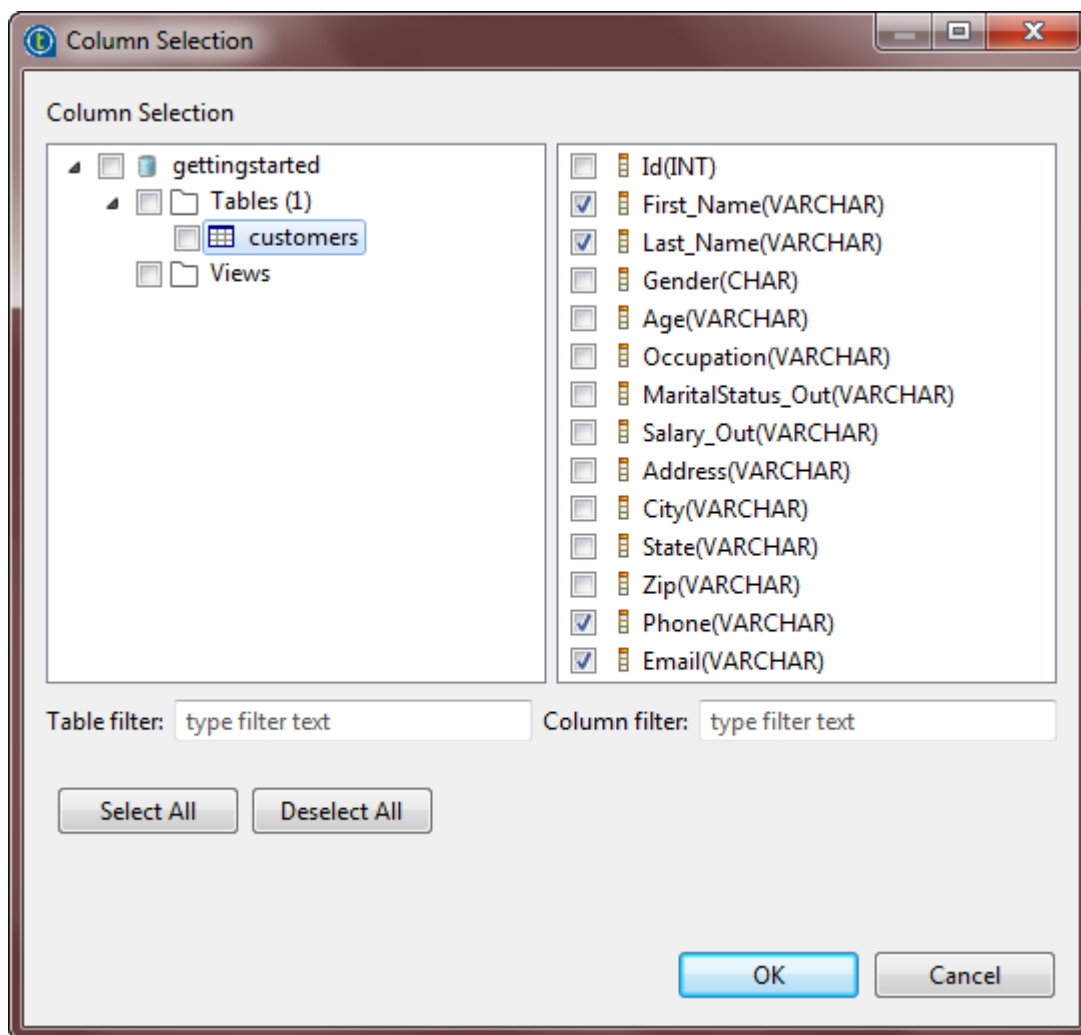 Column Selection
Column Selection
gettingstarted
Tables (1)
customers
Views
Id(INT)
First_Name(VARCHAR)
Last_Name(VARCHAR)
Gender(CHAR)
Age(VARCHAR)
Occupation(VARCHAR)
MaritalStatus_Out(VARCHAR)
Salary_Out(VARCHAR)
Address(VARCHAR)
City(VARCHAR)
State(VARCHAR)
Zip(VARCHAR)
Phone(VARCHAR)
Email(VARCHAR)
Table filter: type filter text Column filter: type filter text
Select All Deselect All
OK Cancel